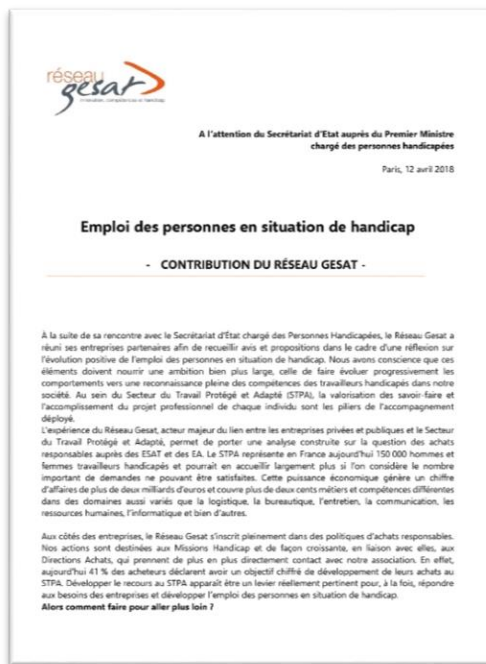 réseau
gesat
innovation, compétences et handicap
A l'attention du Secrétariat d'Etat auprès du Premier Ministre
chargé des personnes handicapées
Paris, 12 avril 2018
Emploi des personnes en situation de handicap
- CONTRIBUTION DU RÉSEAU GESAT -
À la suite de sa rencontre avec le Secrétariat d'État chargé des Personnes Handicapées, le Réseau Gesat a
réuni ses entreprises partenaires afin de recueillir avis et propositions dans le cadre d'une réflexion sur
l'évolution positive de l'emploi des personnes en situation de handicap. Nous avons conscience que ces
éléments doivent nourrir une ambition bien plus large, celle de faire évoluer progressivement les
comportements vers une reconnaissance pleine des compétences des travailleurs handicapés dans notre
société. Au sein du Secteur du Travail Protégé et Adapté (STPA), la valorisation des savoir-faire et
l'accomplissement du projet professionnel de chaque individu sont les piliers de l'accompagnement
déployé.
L'expérience du Réseau Gesat, acteur majeur du lien entre les entreprises privées et publiques et le Secteur
du Travail Protégé et Adapté, permet de porter une analyse construite sur la question des achats
responsables auprès des ESAT et des EA. Le STPA représente en France aujourd'hui 150 000 hommes et
femmes travailleurs handicapés et pourrait en accueillir largement plus si l'on considère le nombre
important de demandes ne pouvant être satisfaites. Cette puissance économique génère un chiffre
d'affaires de plus de deux milliards d'euros et couvre plus de deux cents métiers et compétences différentes
dans des domaines aussi variés que la logistique, la bureautique, l'entretien, la communication, les
ressources humaines, l'informatique et bien d'autres.
Aux côtés des entreprises, le Réseau Gesat s'inscrit pleinement dans des politiques d'achats responsables.
Nos actions sont destinées aux Missions Handicap et de façon croissante, en liaison avec elles, aux
Directions Achats, qui prennent de plus en plus directement contact avec notre association. En effet,
aujourd'hui 41 % des acheteurs déclarent avoir un objectif chiffré de développement de leurs achats au
STPA. Développer le recours au STPA apparaît être un levier réellement pertinent pour, à la fois, répondre
aux besoins des entreprises et développer l'emploi des personnes en situation de handicap.
Alors comment faire pour aller plus loin ?